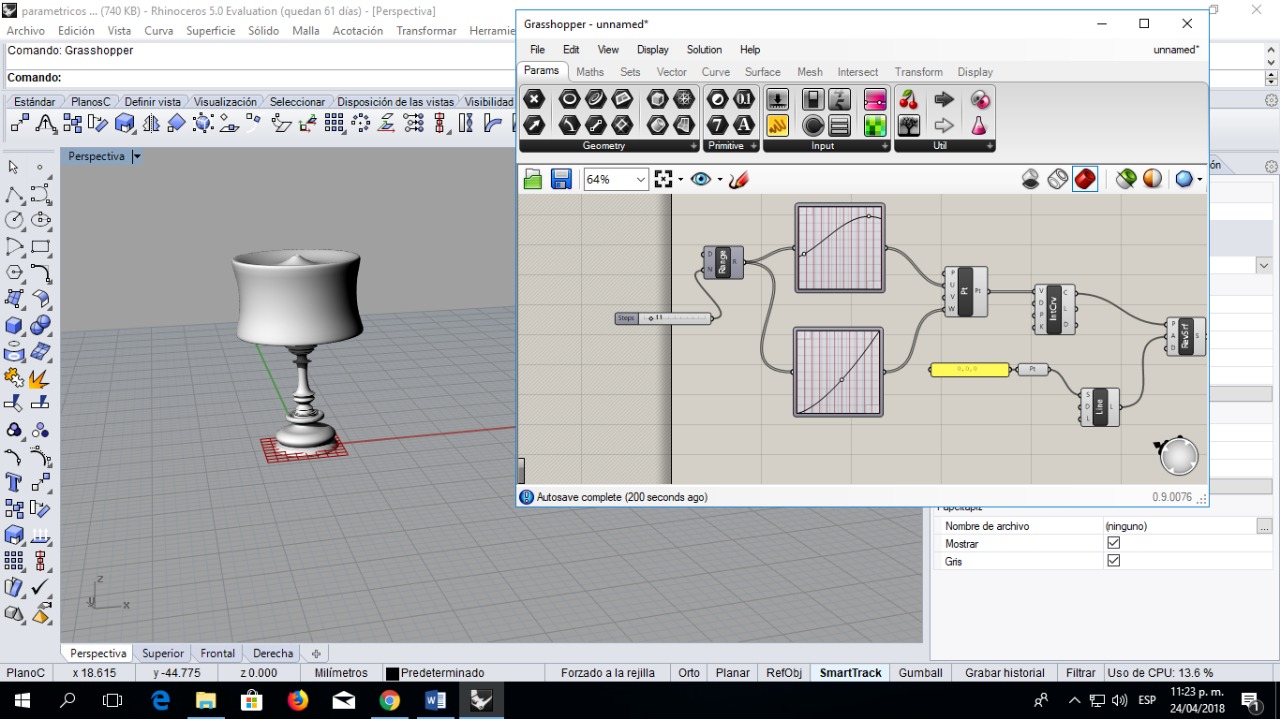 parametricos ... (740 KB) - Rhinoceros 5.0 Evaluation (quedan 61 días) - [Perspectiva]
Archivo Edición Vista Curva Superficie Sólido Malla Acotación Transformar Herramie
Comando: Grasshopper
Comando:
Estándar PlanosC Definir vista Visualización Seleccionar Disposición de las vistas Visibilidad
Perspectiva
Grasshopper - unnamed*
File Edit View Display Solution Help unnamed*
Params Maths Sets Vector Curve Surface Mesh Intersect Transform Display
Geometry Primitive Input Util
64%
ón
D
N
Range
R
Steps 11
P
U
V
W
Pt
Pt
V
D
P
K
IntCrv
C
L
D
P
A
D
RevSrf
S
0,0,0
Pt
S
D
L
Line
L
Autosave complete (200 seconds ago) 0.9.0076
Nombre de archivo (ninguno) ...
Mostrar
Gris
z
y
x
Perspectiva Superior Frontal Derecha
PlanoC x 18.615 y -44.775 z 0.000 Milímetros Predeterminado Forzado a la rejilla Orto Planar RefObj SmartTrack Gumball Grabar historial Filtrar Uso de CPU: 13.6 %
ESP 11:23 p. m.
24/04/2018
1